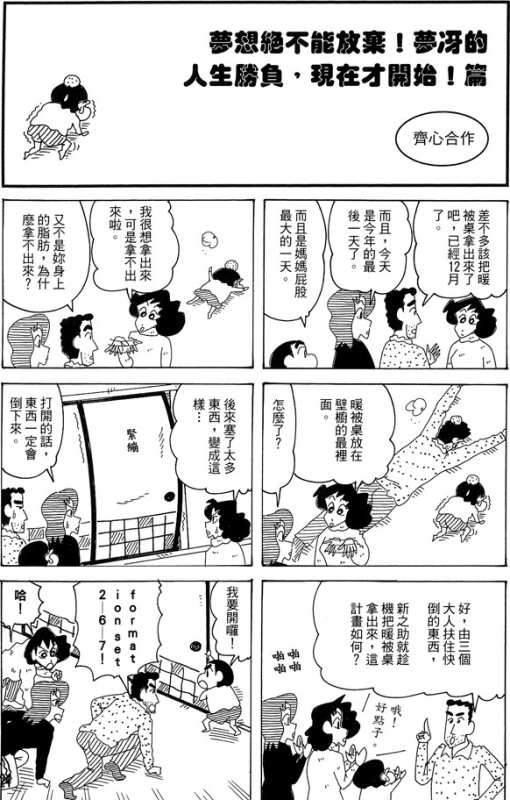 夢想絕不能放棄！夢冴的
人生勝負，現在才開始！篇
齊心合作
差不多該把暖
被桌拿出來了
吧，已經12月
了。
而且，今天
是今年的最
後一天了。
而且是媽媽屁股
最大的一天。
我很想拿出來
，可是拿不出
來啦。
又不是妳身上
的脂肪，為什
麼拿不出來？
暖被桌放在
壁櫥的最裡
面。
怎麼了？
後來塞了太多
東西，變成這
樣…
緊繃
打開的話，
東西一定會
倒下來。
好，由三個
大人扶住快
倒的東西，
新之助就趁
機把暖被桌
拿出來，這
計畫如何？
哦！
好點子
呱呱
呱呱
我要開囉！
format
ion set
2－6－7！
哈！